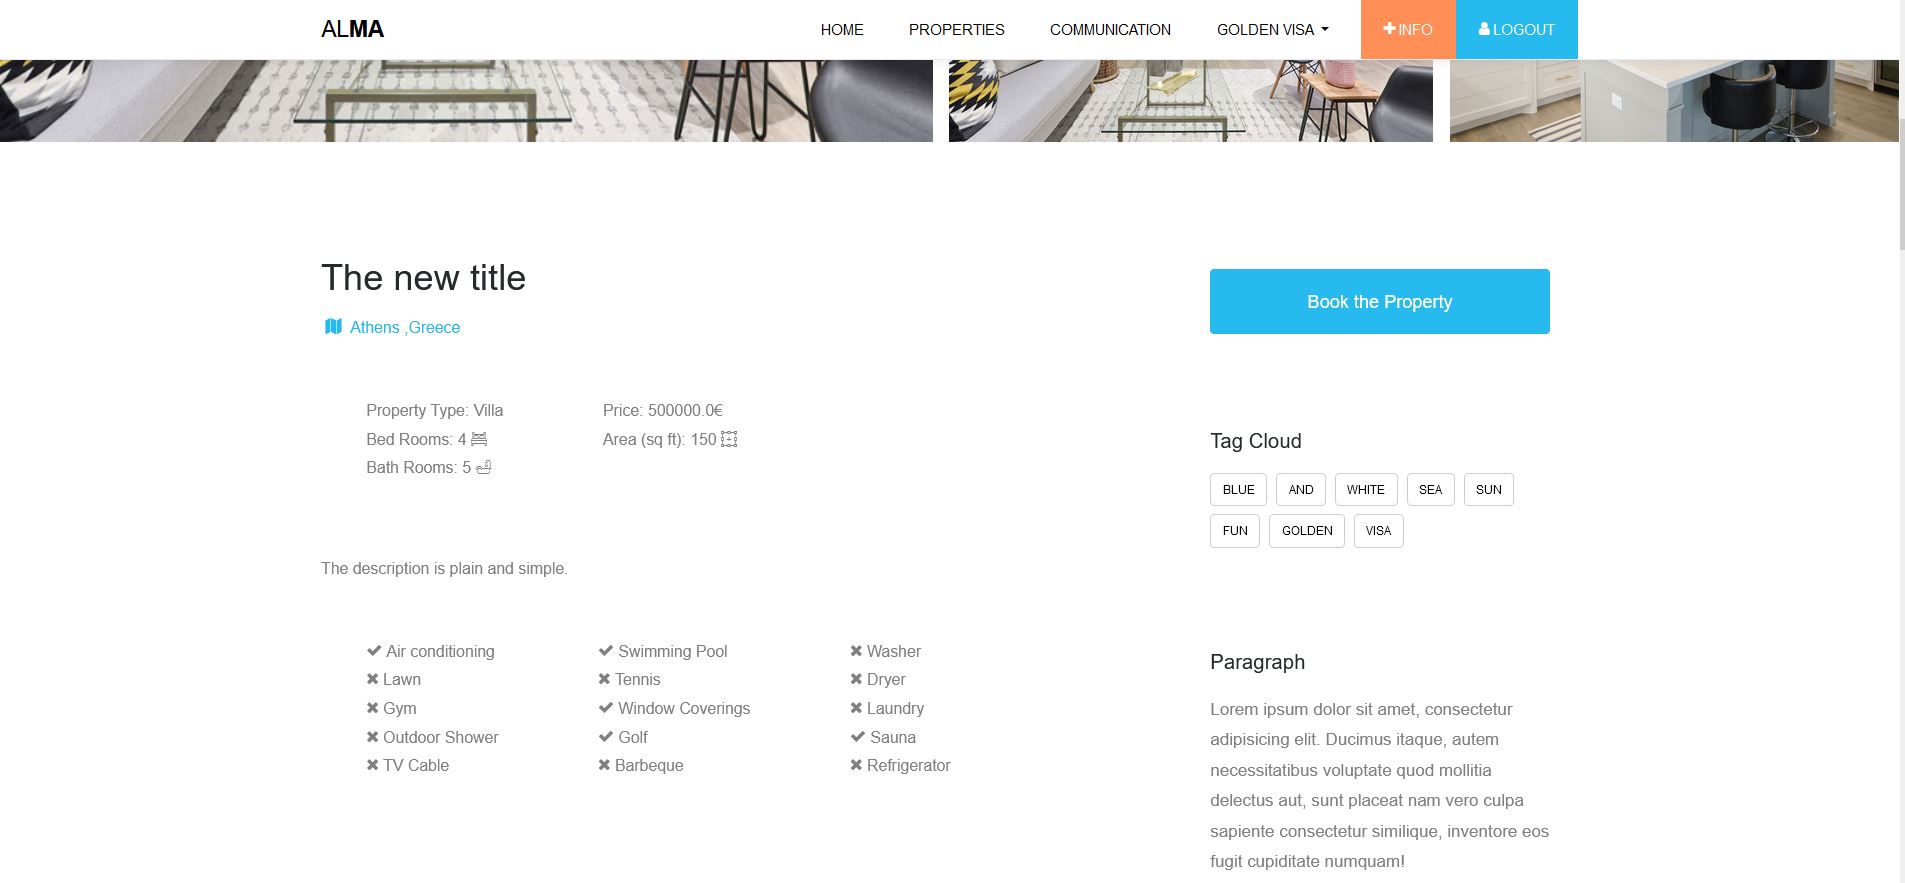 ALMA
HOME PROPERTIES COMMUNICATION GOLDEN VISA INFO LOGOUT
The new title
Athens ,Greece
Property Type: Villa
Bed Rooms: 4
Bath Rooms: 5
Price: 500000.0€
Area (sq ft): 150
The description is plain and simple.
Air conditioning
Lawn
Gym
Outdoor Shower
TV Cable
Swimming Pool
Tennis
Window Coverings
Golf
Barbeque
Washer
Dryer
Laundry
Sauna
Refrigerator
Book the Property
Tag Cloud
BLUE AND WHITE SEA SUN
FUN GOLDEN VISA
Paragraph
Lorem ipsum dolor sit amet, consectetur
adipisicing elit. Ducimus itaque, autem
necessitatibus voluptate quod mollitia
delectus aut, sunt placeat nam vero culpa
sapiente consectetur similique, inventore eos
fugit cupiditate numquam!